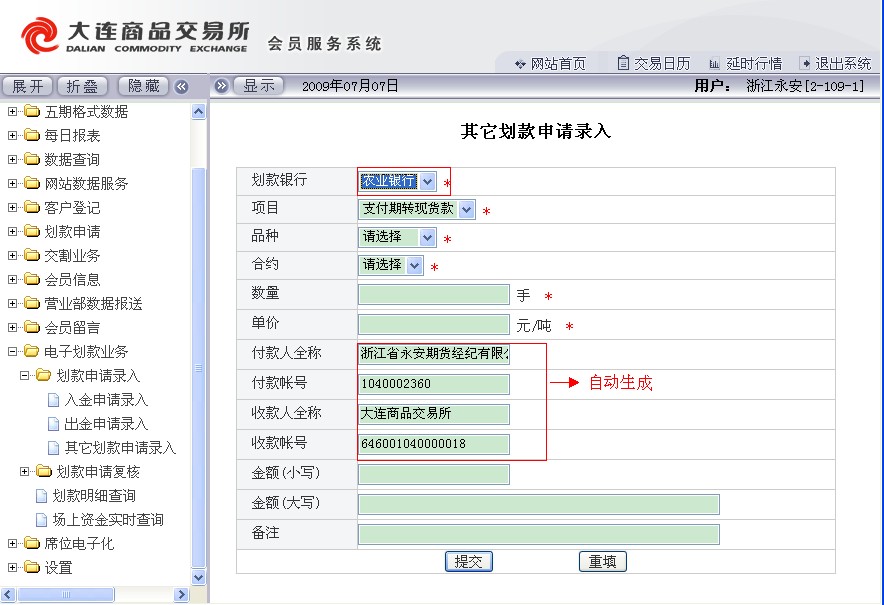 大连商品交易所
DALIAN COMMODITY EXCHANGE
会员服务系统
网站首页 交易日历 延时行情 退出系统
展开 折叠 隐藏 显示 2009年07月07日 用户： 浙江永安[2-109-1]
五期格式数据
每日报表
数据查询
网站数据服务
客户登记
划款申请
交割业务
会员信息
营业部数据报送
会员留言
电子划款业务
划款申请录入
入金申请录入
出金申请录入
其它划款申请录入
划款申请复核
划款明细查询
场上资金实时查询
席位电子化
设置
其它划款申请录入
划款银行 农业银行 *
项目 支付期转现货款 *
品种 请选择 *
合约 请选择 *
数量 手 *
单价 元/吨 *
付款人全称 浙江省永安期货经纪有限
付款帐号 1040002360
收款人全称 大连商品交易所
收款帐号 646001040000018
自动生成
金额(小写)
金额(大写)
备注
提交 重填